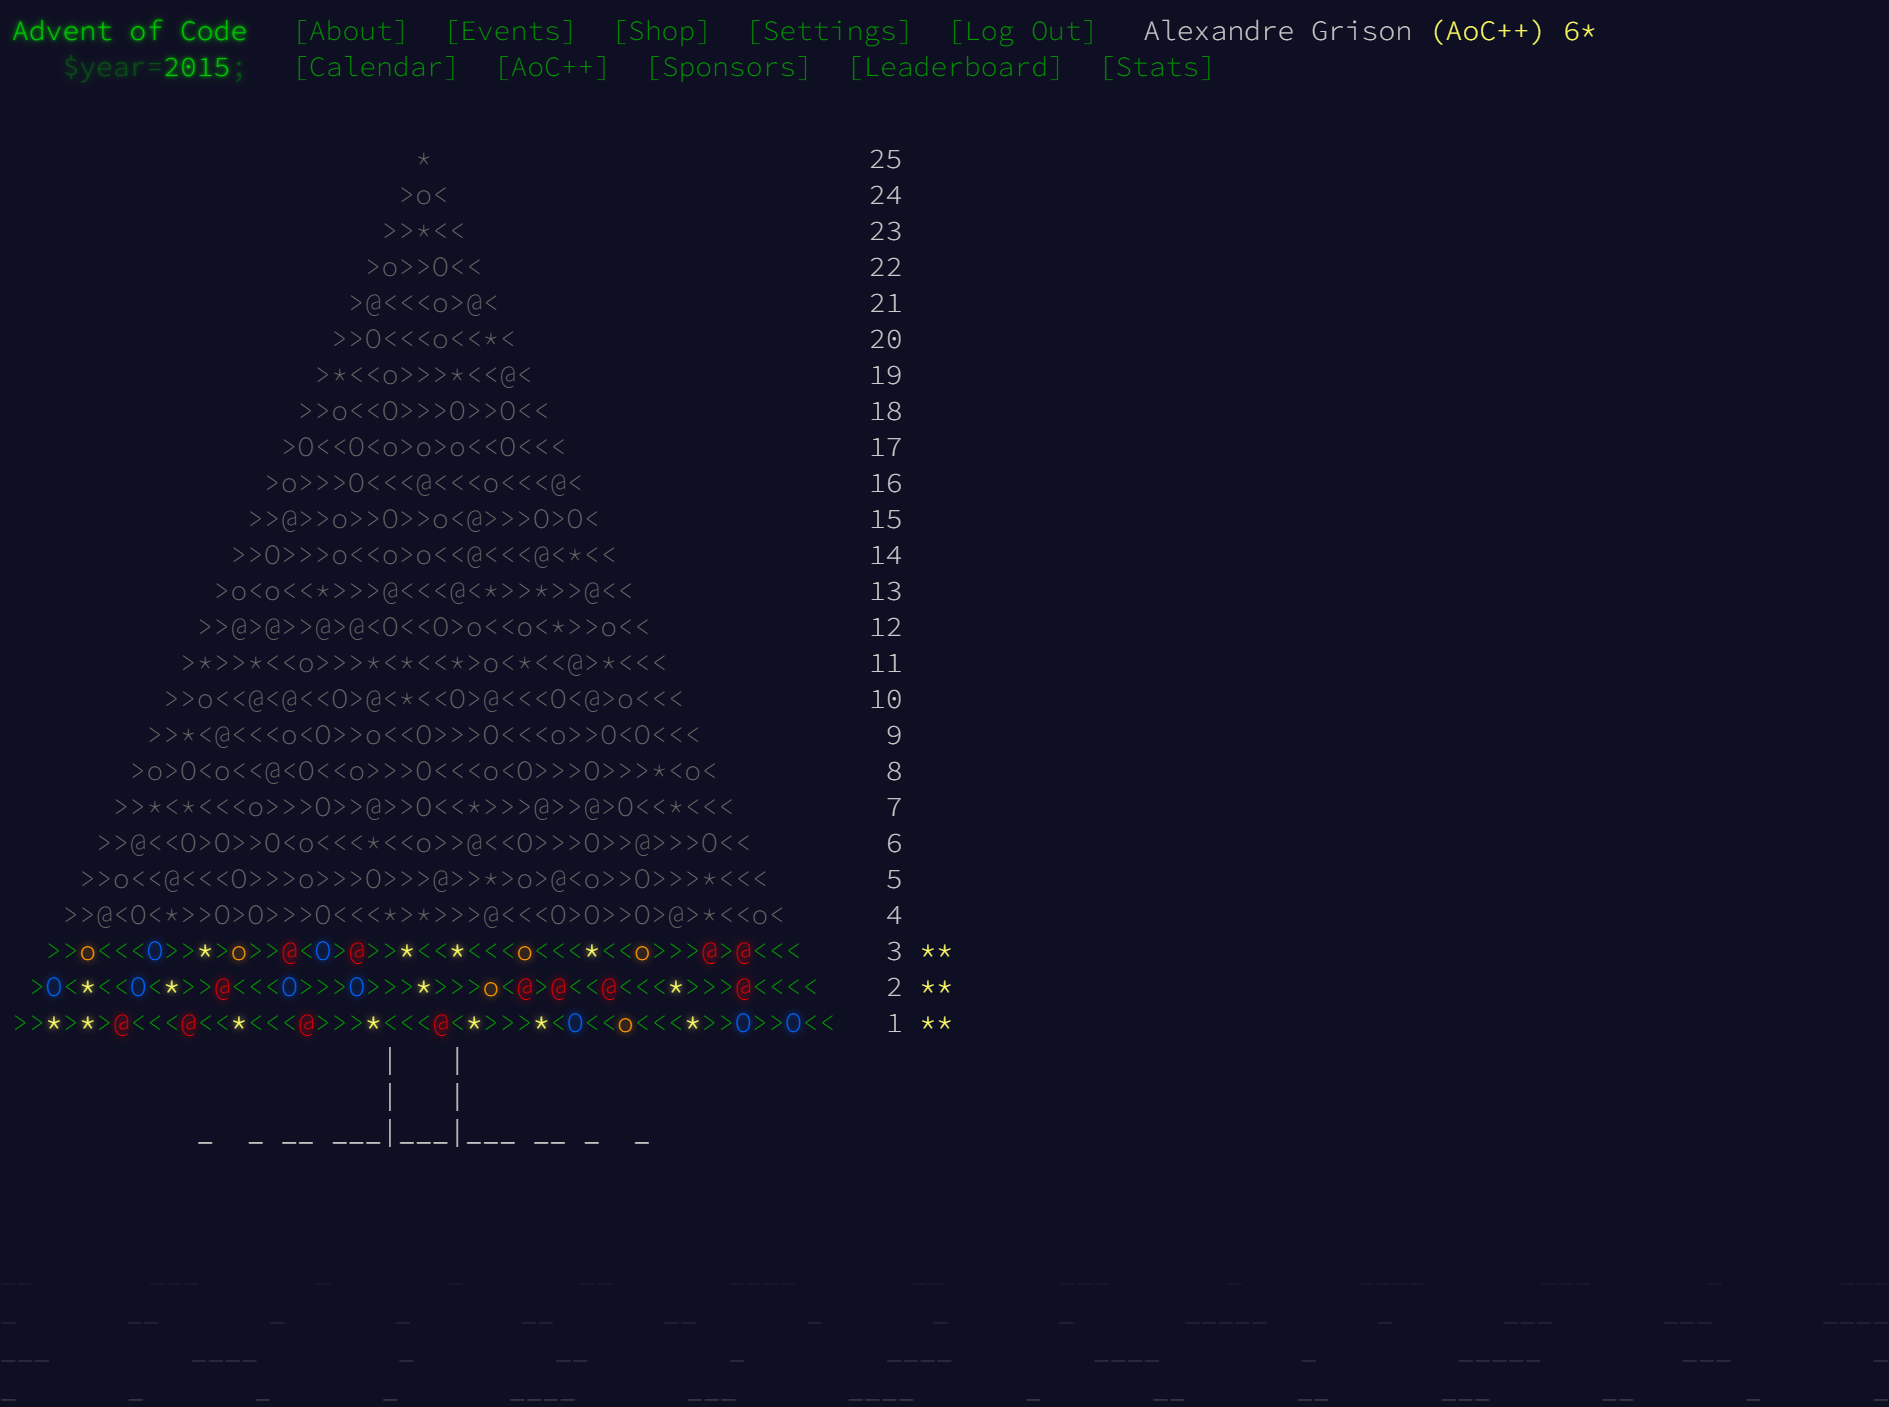 Advent of Code [About] [Events] [Shop] [Settings] [Log Out] Alexandre Grison (AoC++) 6*
$year=2015; [Calendar] [AoC++] [Sponsors] [Leaderboard] [Stats]
* 25
>o< 24
>>*<< 23
>o>>O<< 22
>@<<<o>@< 21
>>O<<<o<<*< 20
>*<<o>>>*<<@< 19
>>o<<O>>>O>>O<< 18
>O<<O<o>o>o<<O<<< 17
>o>>>O<<<@<<<o<<<@< 16
>>@>>o>>O>>o<@>>>O>O< 15
>>O>>>o<<o>o<<@<<<@<*<< 14
>o<o<<*>>>@<<<@<*>>*>>@<< 13
>>@>@>>@>@<O<<O>o<<o<*>>o<< 12
>*>>*<<o>>>*<*<<*>o<*<<@>*<<< 11
>>o<<@<@<<O>@<*<<O>@<<<O<@>o<<< 10
>>*<@<<<o<O>>o<<O>>>O<<<o>>O<O<<< 9
>o>O<o<<@<O<<o>>>O<<<o<O>>>O>>>*<o< 8
>>*<*<<<o>>>O>>@>>O<<*>>>@>>@>O<<*<<< 7
>>@<<O>O>>O<o<<<*<<o>>@<<O>>>O>>@>>>O<< 6
>>o<<@<<<O>>>o>>>O>>>@>>*>o>@<o>>O>>>*<<< 5
>>@<O<*>>O>O>>>O<<<*>*>>>@<<<O>O>>O>@>*<<o< 4
>>o<<<O>>*>o>>@<O>@>>*<<*<<<o<<<*<<o>>>@>@<<< 3 **
>O<*<<O<*>>@<<<O>>>O>>>*>>>o<@>@<<@<<<*>>>@<<<< 2 **
>>*>*>@<<<@<<*<<<@>>>*<<<@<*>>>*<O<<o<<<*>>O>>O<< 1 **
| |
| |
_ _ __ ___|___|___ __ _ _